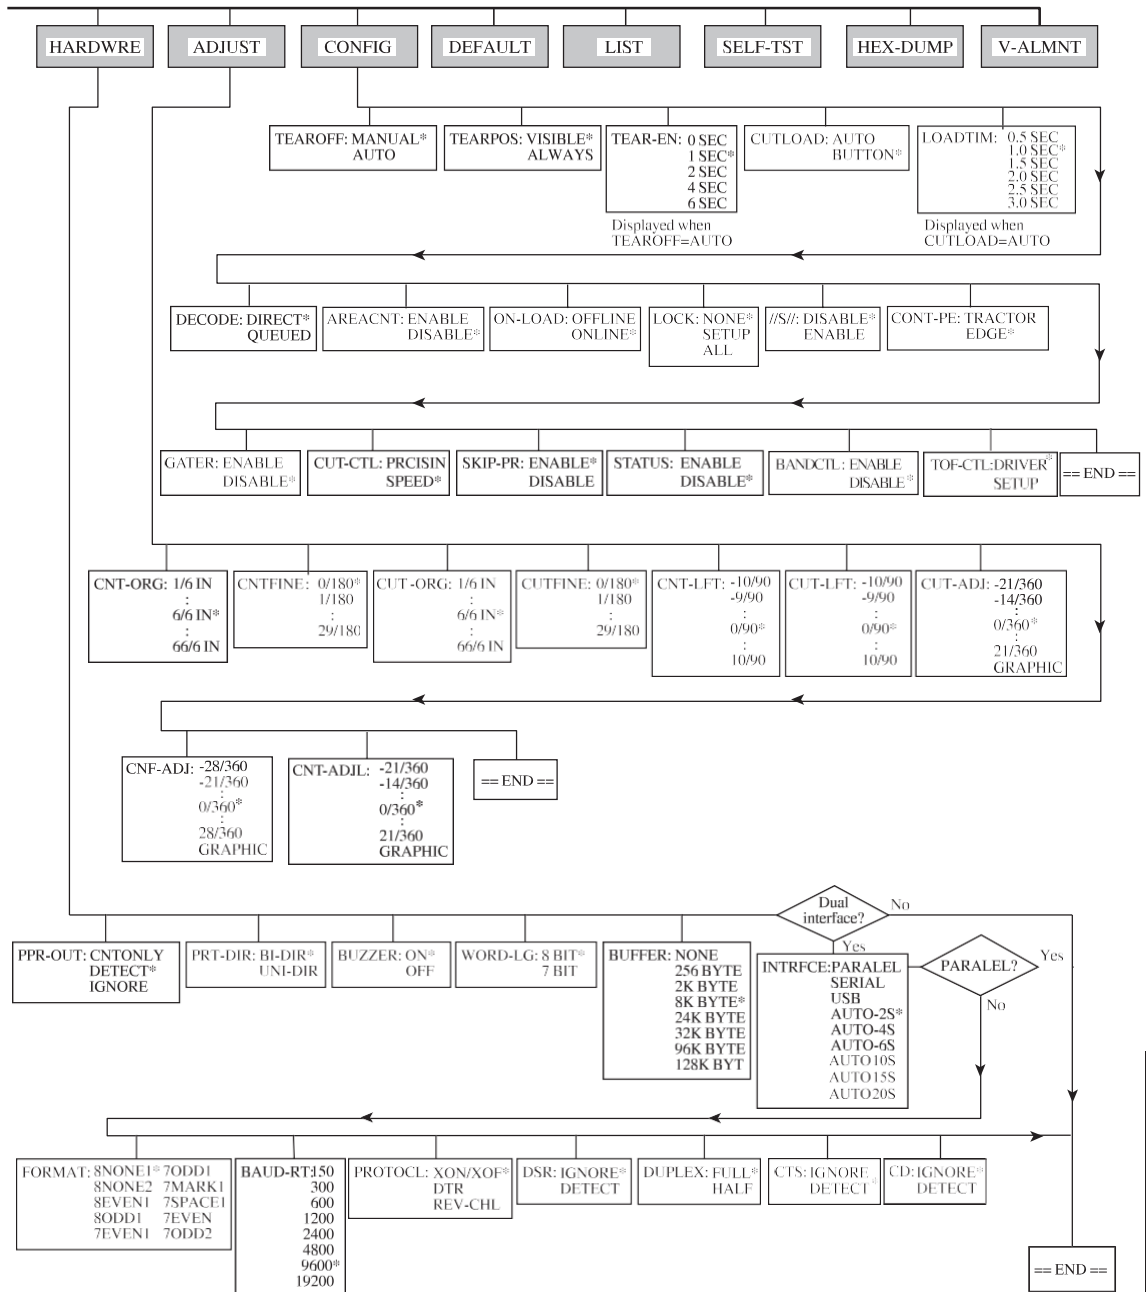 HARDWRE ADJUST CONFIG DEFAULT LIST SELF-TST HEX-DUMP V-ALMNT
TEAROFF: MANUAL*
AUTO
TEARPOS: VISIBLE*
ALWAYS
TEAR-EN: 0 SEC
1 SEC*
2 SEC
4 SEC
6 SEC
Displayed when
TEAROFF=AUTO
CUTLOAD: AUTO
BUTTON*
LOADTIM: 0.5 SEC
1.0 SEC*
1.5 SEC
2.0 SEC
2.5 SEC
3.0 SEC
Displayed when
CUTLOAD=AUTO
DECODE: DIRECT*
QUEUED
AREACNT: ENABLE
DISABLE*
ON-LOAD: OFFLINE
ONLINE*
LOCK: NONE*
SETUP
ALL
//S//: DISABLE*
ENABLE
CONT-PE: TRACTOR
EDGE*
GATER: ENABLE
DISABLE*
CUT-CTL: PRCISIN
SPEED*
SKIP-PR: ENABLE*
DISABLE
STATUS: ENABLE
DISABLE*
BANDCTL: ENABLE
DISABLE*
TOF-CTL:DRIVER*
SETUP
== END ==
CNT-ORG: 1/6 IN
:
6/6 IN*
:
66/6 IN
CNTFINE: 0/180*
1/180
:
29/180
CUT-ORG: 1/6 IN
:
6/6 IN*
:
66/6 IN
CUTFINE: 0/180*
1/180
:
29/180
CNT-LFT: -10/90
-9/90
:
0/90*
:
10/90
CUT-LFT: -10/90
-9/90
:
0/90*
:
10/90
CUT-ADJ: -21/360
-14/360
:
0/360*
:
21/360
GRAPHIC
CNF-ADJ: -28/360
-21/360
:
0/360*
:
28/360
GRAPHIC
CNT-ADJL: -21/360
-14/360
:
0/360*
:
21/360
GRAPHIC
== END ==
PPR-OUT: CNTONLY
DETECT*
IGNORE
PRT-DIR: BI-DIR*
UNI-DIR
BUZZER: ON*
OFF
WORD-LG: 8 BIT*
7 BIT
BUFFER: NONE
256 BYTE
2K BYTE
8K BYTE*
24K BYTE
32K BYTE
96K BYTE
128K BYT
Dual
interface?
No
Yes
INTRFCE:PARALEL
SERIAL
USB
AUTO-2S*
AUTO-4S
AUTO-6S
AUTO10S
AUTO15S
AUTO20S
PARALEL?
Yes
No
FORMAT: 8NONE1* 7ODD1
8NONE2 7MARK1
8EVEN1 7SPACE1
8ODD1 7EVEN
7EVEN1 7ODD2
BAUD-RT:150
300
600
1200
2400
4800
9600*
19200
PROTOCL: XON/XOF*
DTR
REV-CHL
DSR: IGNORE*
DETECT
DUPLEX: FULL*
HALF
CTS: IGNORE
DETECT*
CD: IGNORE*
DETECT
== END ==